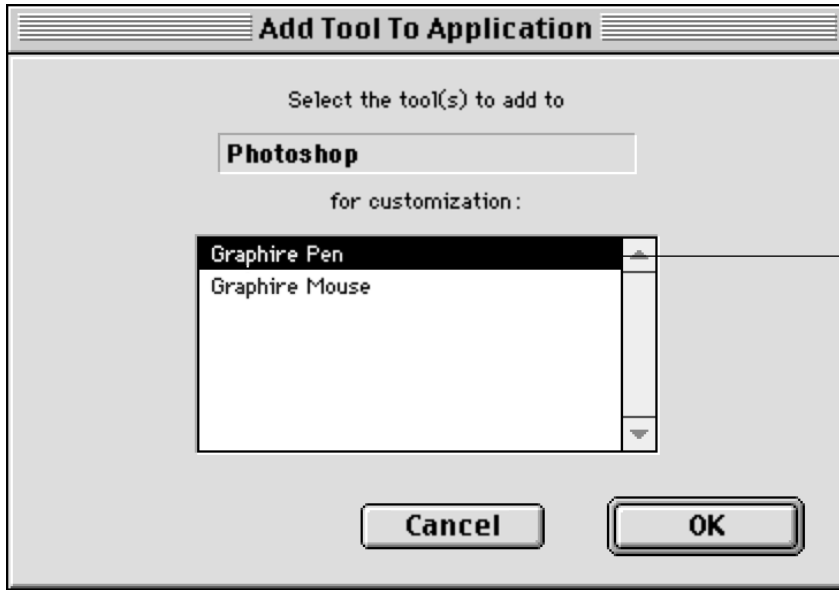 Add Tool To Application
Select the tool(s) to add to
Photoshop
for customization:
Graphire Pen
Graphire Mouse
Cancel
OK